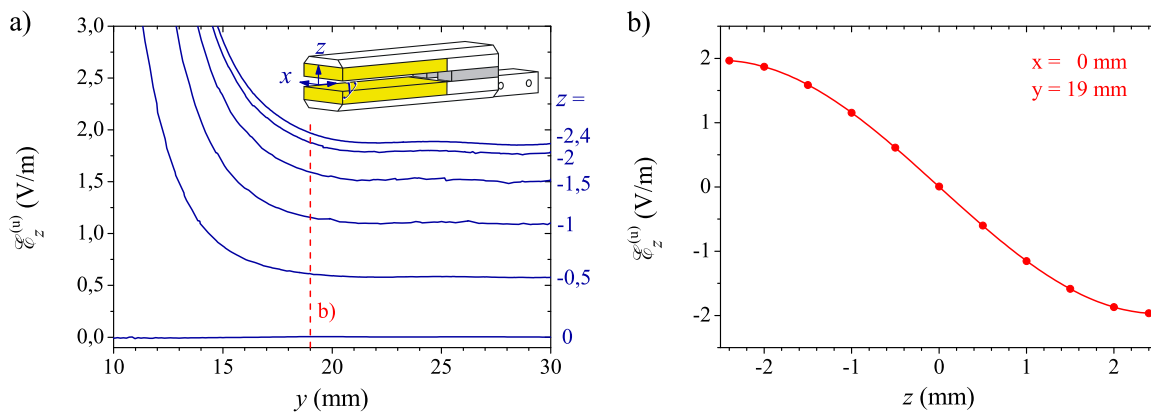 a)
3,0
2,5
2,0
1,5
1,0
0,5
0,0
ℰz(u) (V/m)
10 15 20 25 30
y (mm)
z
x
y
z =
-2,4
-2
-1,5
-1
-0,5
0
b)
b)
2
1
0
-1
-2
ℰz(u) (V/m)
-2 -1 0 1 2
z (mm)
x = 0 mm
y = 19 mm